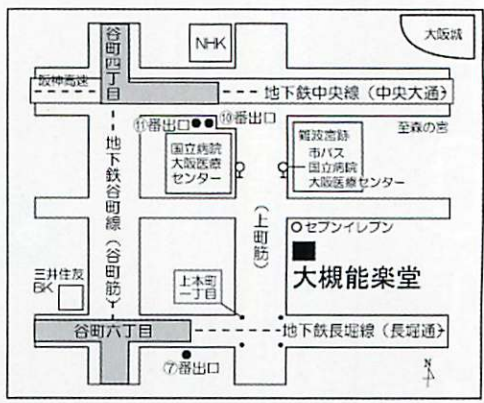 谷町四丁目
NHK
大阪城
阪神高速
地下鉄中央線（中央大通）
⑪番出口
⑩番出口
至森の宮
国立病院
大阪医療
センター
難波宮跡
市バス
国立病院
大阪医療センター
地下鉄谷町線（谷町筋）
（上町筋）
セブンイレブン
大槻能楽堂
三井住友
BK
上本町
一丁目
谷町六丁目
地下鉄長堀線（長堀通）
⑦番出口
N